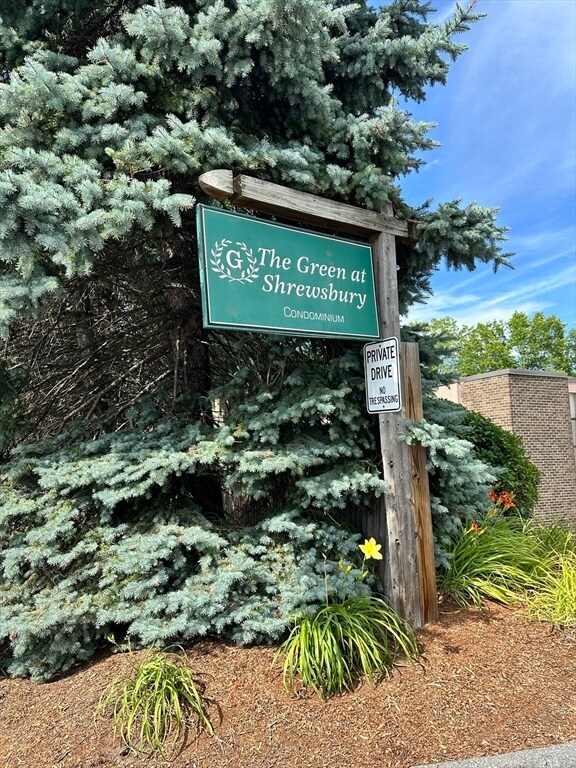 G
The Green at
Shrewsbury
CONDOMINIUM
PRIVATE
DRIVE
NO
TRESPASSING